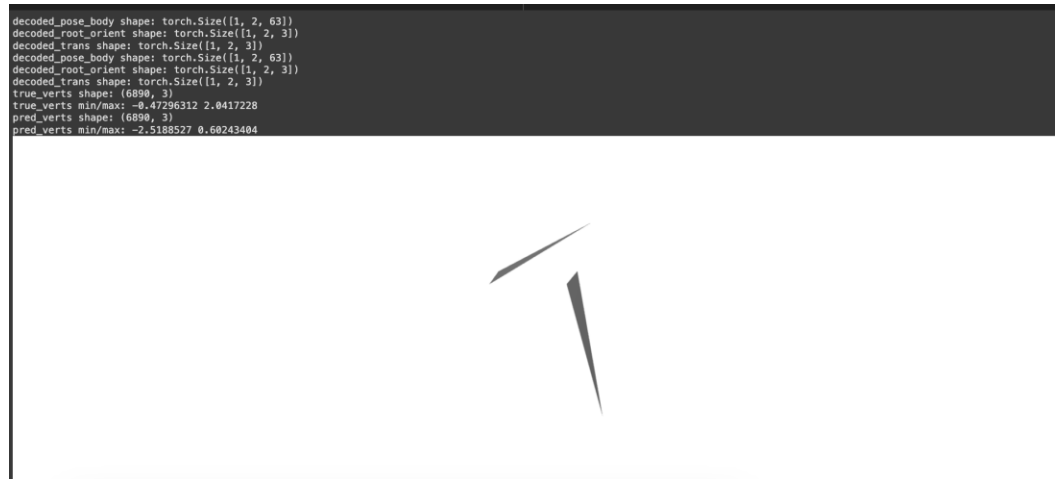 decoded_pose_body shape: torch.Size([1, 2, 63])
decoded_root_orient shape: torch.Size([1, 2, 3])
decoded_trans shape: torch.Size([1, 2, 3])
decoded_pose_body shape: torch.Size([1, 2, 63])
decoded_root_orient shape: torch.Size([1, 2, 3])
decoded_trans shape: torch.Size([1, 2, 3])
true_verts shape: (6890, 3)
true_verts min/max: -0.47296312 2.0417228
pred_verts shape: (6890, 3)
pred_verts min/max: -2.5188527 0.60243404